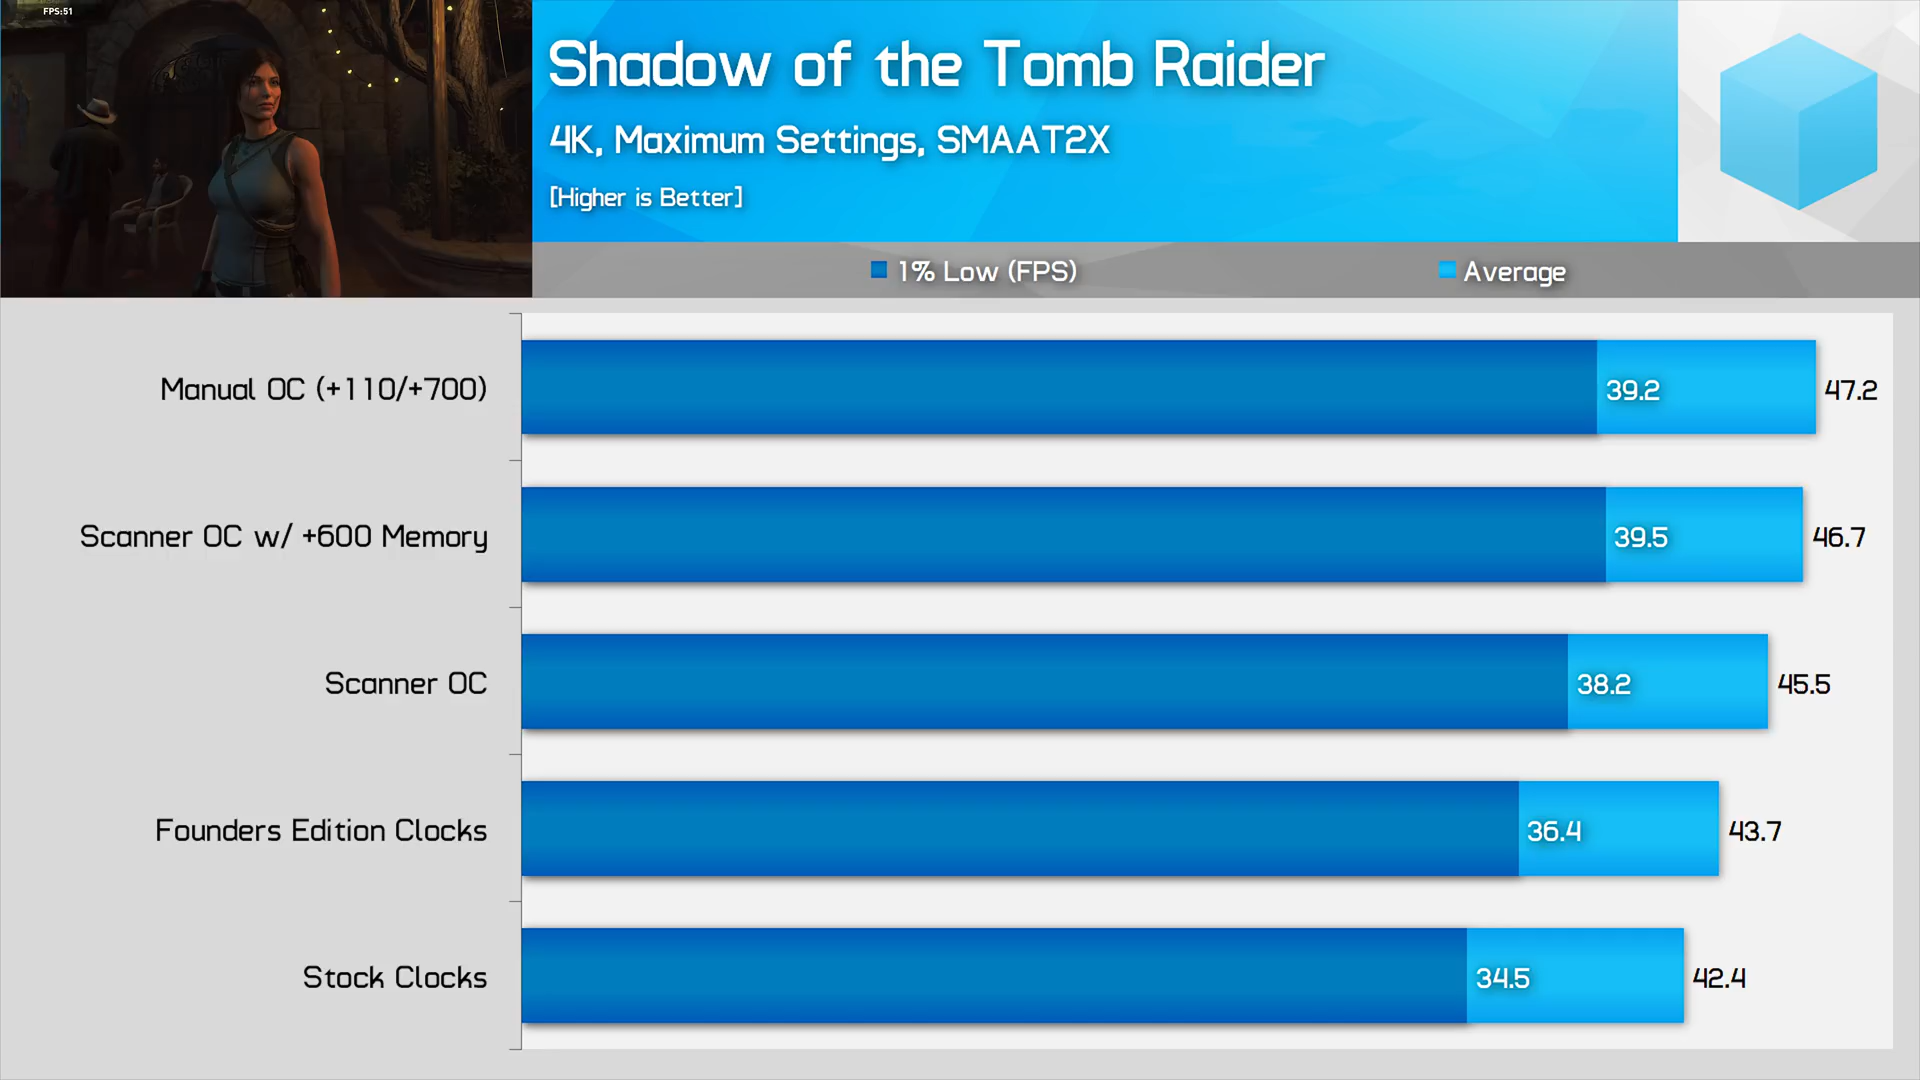 FPS:51
Shadow of the Tomb Raider
4K, Maximum Settings, SMAAT2X
[Higher is Better]
1% Low (FPS) Average
Manual OC (+110/+700) 39.2 47.2
Scanner OC w/ +600 Memory 39.5 46.7
Scanner OC 38.2 45.5
Founders Edition Clocks 36.4 43.7
Stock Clocks 34.5 42.4